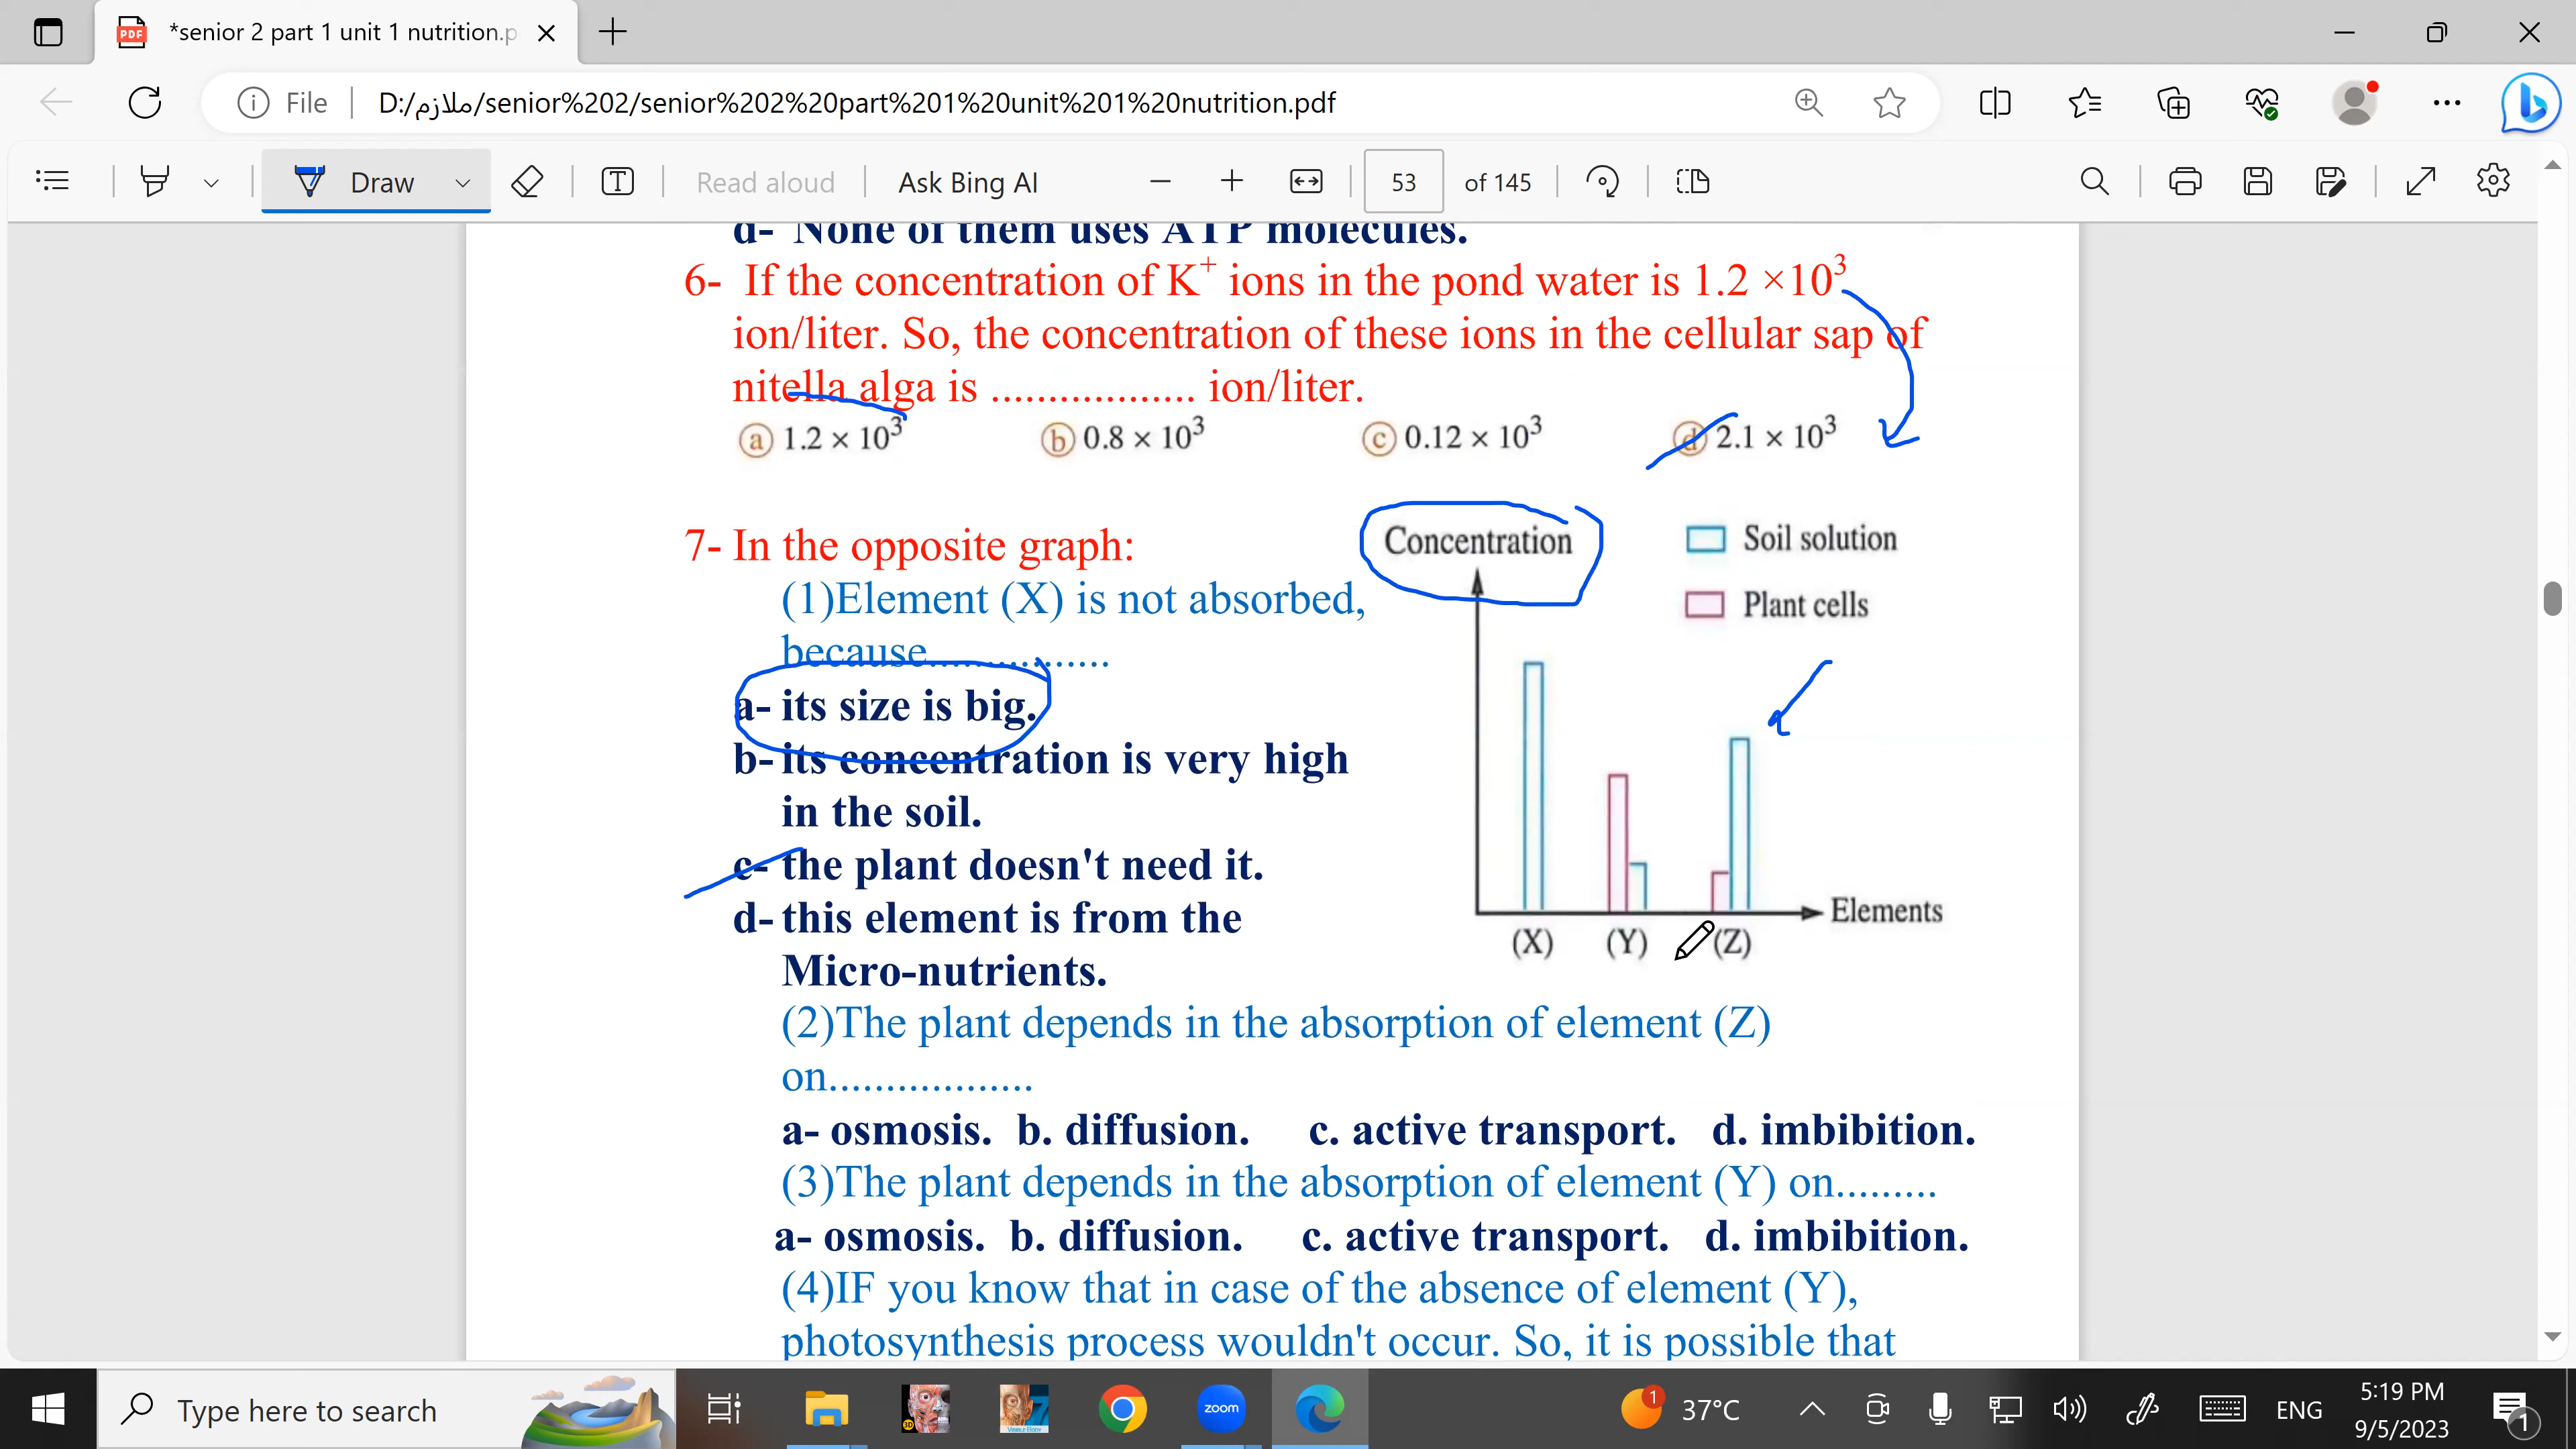 *senior 2 part 1 unit 1 nutrition.p
File
D:/ملازم/senior%202/senior%202%20part%201%20unit%201%20nutrition.pdf
Draw
Read aloud
Ask Bing AI
53
of 145
d- None of them uses ATP molecules.
6- If the concentration of K⁺ ions in the pond water is 1.2 ×10³
ion/liter. So, the concentration of these ions in the cellular sap of
nitella alga is .................. ion/liter.
ⓐ 1.2 × 10³ ⓑ 0.8 × 10³ ⓒ 0.12 × 10³ ⓓ 2.1 × 10³
7- In the opposite graph:
(1)Element (X) is not absorbed,
because................
a- its size is big.
b- its concentration is very high
in the soil.
c- the plant doesn't need it.
d- this element is from the
Micro-nutrients.
Concentration
Soil solution
Plant cells
Elements
(X) (Y) (Z)
(2)The plant depends in the absorption of element (Z)
on..................
a- osmosis. b. diffusion. c. active transport. d. imbibition.
(3)The plant depends in the absorption of element (Y) on.........
a- osmosis. b. diffusion. c. active transport. d. imbibition.
(4)IF you know that in case of the absence of element (Y),
photosynthesis process wouldn't occur. So, it is possible that
Type here to search
zoom
1
37°C
ENG
5:19 PM
9/5/2023
1